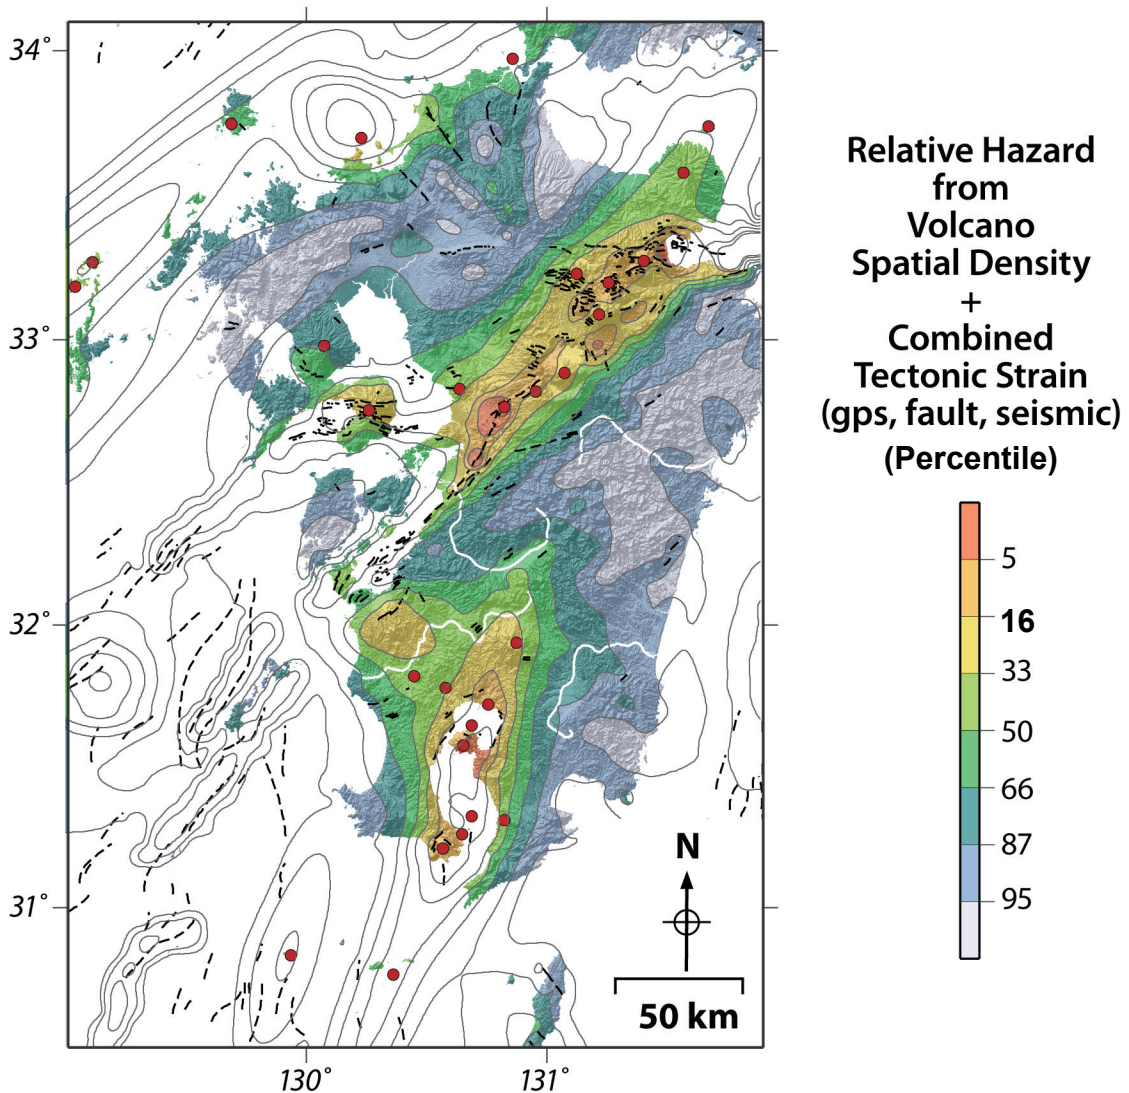 34°
33°
32°
31°
130°
131°
N
50 km
Relative Hazard
from
Volcano
Spatial Density
+
Combined
Tectonic Strain
(gps, fault, seismic)
(Percentile)
5
16
33
50
66
87
95